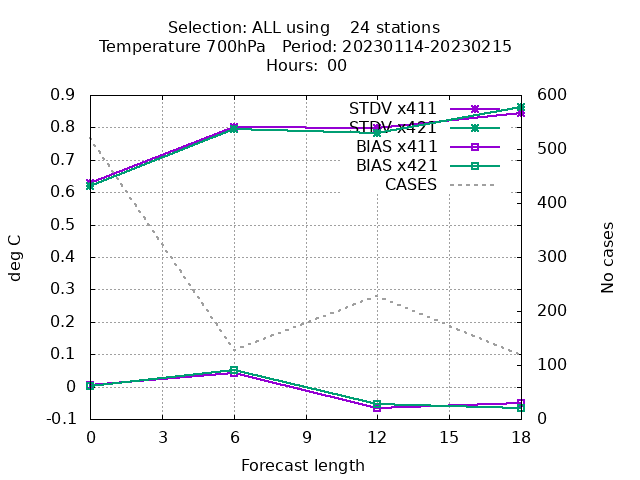 Selection: ALL using    24 stations
Temperature 700hPa   Period: 20230114-20230215
Hours: 00
0.9
0.8
0.7
0.6
0.5
0.4
0.3
0.2
0.1
0
-0.1
600
500
400
300
200
100
0
STDV x411
STDV x421
BIAS x411
BIAS x421
CASES
deg C
No cases
0 3 6 9 12 15 18
Forecast length